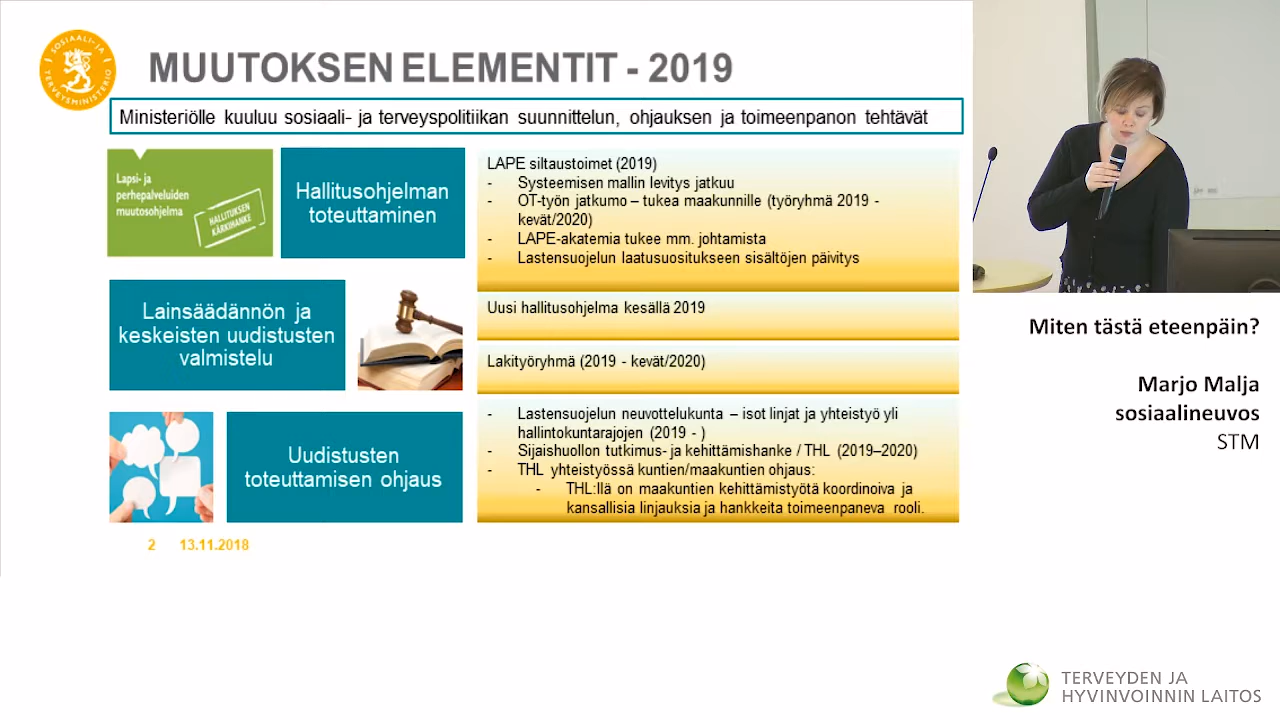 SOSIAALI- JA TERVEYSMINISTERIÖ
MUUTOKSEN ELEMENTIT - 2019
Ministeriölle kuuluu sosiaali- ja terveyspolitiikan suunnittelun, ohjauksen ja toimeenpanon tehtävät
Lapsi- ja
perhepalveluiden
muutosohjelma
HALLITUKSEN
KÄRKIHANKE
Hallitusohjelman
toteuttaminen
LAPE siltaustoimet (2019)
- Systeemisen mallin levitys jatkuu
- OT-työn jatkumo – tukea maakunnille (työryhmä 2019 -
kevät/2020)
- LAPE-akatemia tukee mm. johtamista
- Lastensuojelun laatusuositukseen sisältöjen päivitys
Lainsäädännön ja
keskeisten uudistusten
valmistelu
Uusi hallitusohjelma kesällä 2019
Lakityöryhmä (2019 - kevät/2020)
Uudistusten
toteuttamisen ohjaus
- Lastensuojelun neuvottelukunta – isot linjat ja yhteistyö yli
hallintokuntarajojen (2019 - )
- Sijaishuollon tutkimus- ja kehittämishanke / THL (2019–2020)
- THL yhteistyössä kuntien/maakuntien ohjaus:
- THL:llä on maakuntien kehittämistyötä koordinoiva ja
kansallisia linjauksia ja hankkeita toimeenpaneva rooli.
2 13.11.2018
Miten tästä eteenpäin?
Marjo Malja
sosiaalineuvos
STM
TERVEYDEN JA
HYVINVOINNIN LAITOS